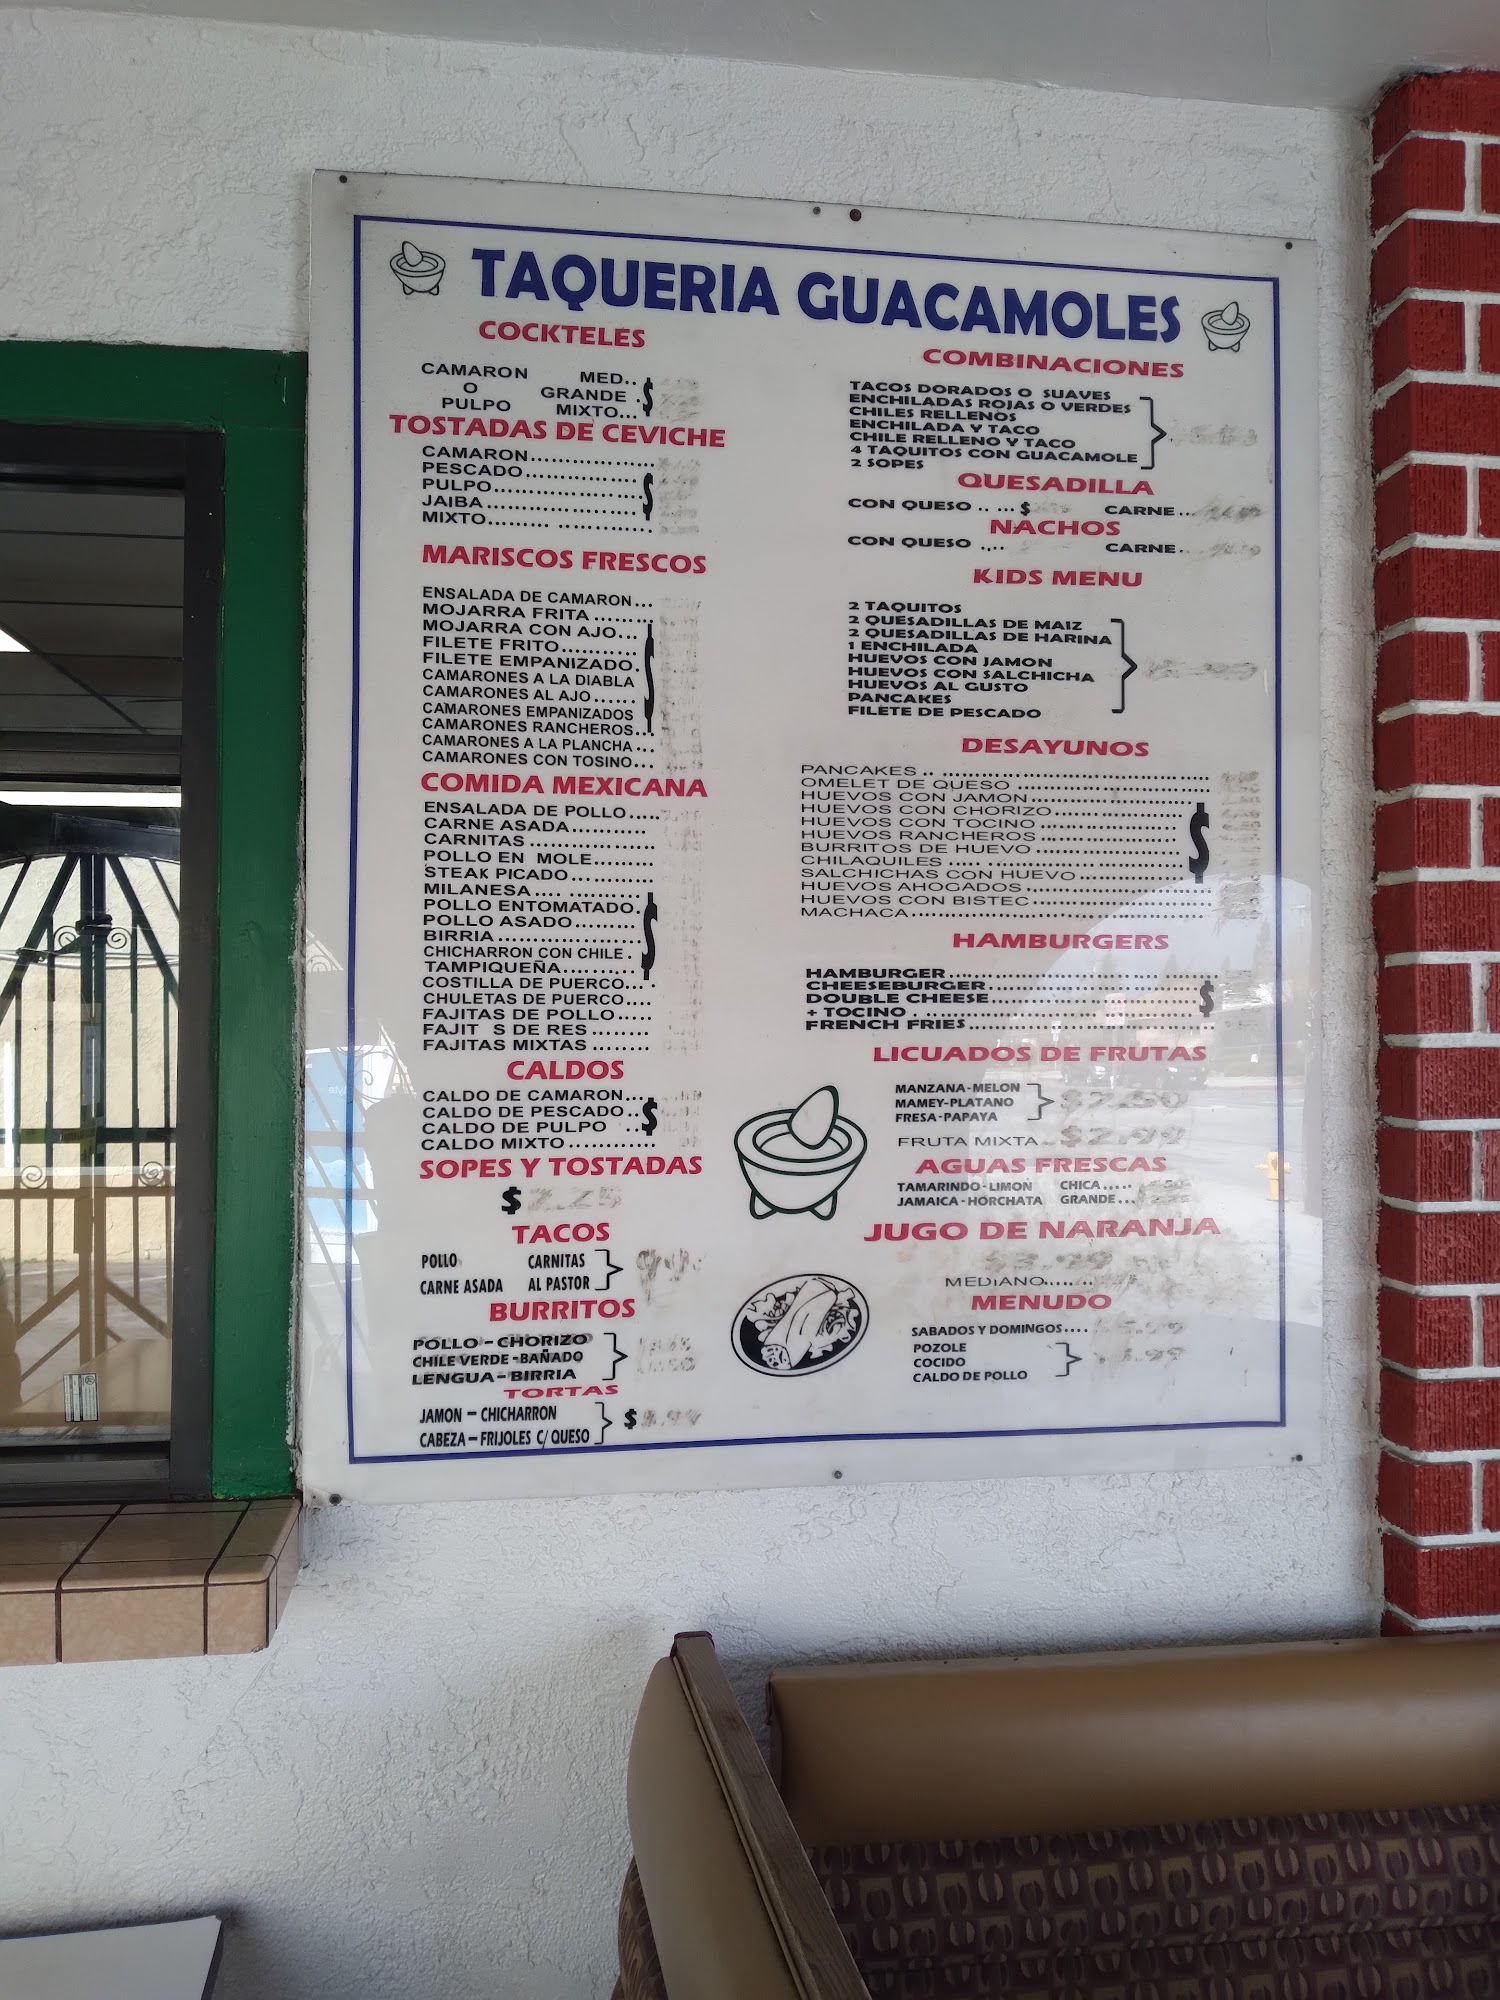 TAQUERIA GUACAMOLES
COCKTELES
CAMARON MED..
O GRANDE . $
PULPO MIXTO...
TOSTADAS DE CEVICHE
CAMARON
PESCADO
PULPO
JAIBA $
MIXTO
MARISCOS FRESCOS
ENSALADA DE CAMARON...
MOJARRA FRITA
MOJARRA CON AJO...
FILETE FRITO
FILETE EMPANIZADO.
CAMARONES A LA DIABLA $
CAMARONES AL AJO
CAMARONES EMPANIZADOS
CAMARONES RANCHEROS...
CAMARONES A LA PLANCHA ...
CAMARONES CON TOSINO...
COMIDA MEXICANA
ENSALADA DE POLLO
CARNE ASADA
CARNITAS
POLLO EN MOLE
STEAK PICADO
MILANESA
POLLO ENTOMATADO.
POLLO ASADO
BIRRIA $
CHICHARRON CON CHILE .
TAMPIQUEÑA
COSTILLA DE PUERCO...
CHULETAS DE PUERCO....
FAJITAS DE POLLO.....
FAJIT S DE RES
FAJITAS MIXTAS
CALDOS
CALDO DE CAMARON...
CALDO DE PESCADO.. $
CALDO DE PULPO ..
CALDO MIXTO
SOPES Y TOSTADAS
$ 
TACOS
POLLO CARNITAS
CARNE ASADA AL PASTOR
BURRITOS
POLLO - CHORIZO
CHILE VERDE - BAÑADO
LENGUA - BIRRIA
TORTAS
JAMON - CHICHARRON
CABEZA - FRIJOLES C/ QUESO $
COMBINACIONES
TACOS DORADOS O SUAVES
ENCHILADAS ROJAS O VERDES
CHILES RELLENOS
ENCHILADA Y TACO
CHILE RELLENO Y TACO
4 TAQUITOS CON GUACAMOLE
2 SOPES
QUESADILLA
CON QUESO .. ... $ CARNE ...
NACHOS
CON QUESO .... CARNE ..
KIDS MENU
2 TAQUITOS
2 QUESADILLAS DE MAIZ
2 QUESADILLAS DE HARINA
1 ENCHILADA
HUEVOS CON JAMON
HUEVOS CON SALCHICHA
HUEVOS AL GUSTO
PANCAKES
FILETE DE PESCADO
DESAYUNOS
PANCAKES
OMELET DE QUESO
HUEVOS CON JAMON
HUEVOS CON CHORIZO
HUEVOS CON TOCINO
HUEVOS RANCHEROS $
BURRITOS DE HUEVO
CHILAQUILES
SALCHICHAS CON HUEVO
HUEVOS AHOGADOS
HUEVOS CON BISTEC
MACHACA
HAMBURGERS
HAMBURGER
CHEESEBURGER
DOUBLE CHEESE $
+ TOCINO
FRENCH FRIES
LICUADOS DE FRUTAS
MANZANA-MELON
MAMEY-PLATANO
FRESA-PAPAYA
FRUTA MIXTA $2.99
AGUAS FRESCAS
TAMARINDO-LIMON CHICA.....
JAMAICA-HORCHATA GRANDE...
JUGO DE NARANJA
MEDIANO
MENUDO
SABADOS Y DOMINGOS....
POZOLE
COCIDO
CALDO DE POLLO